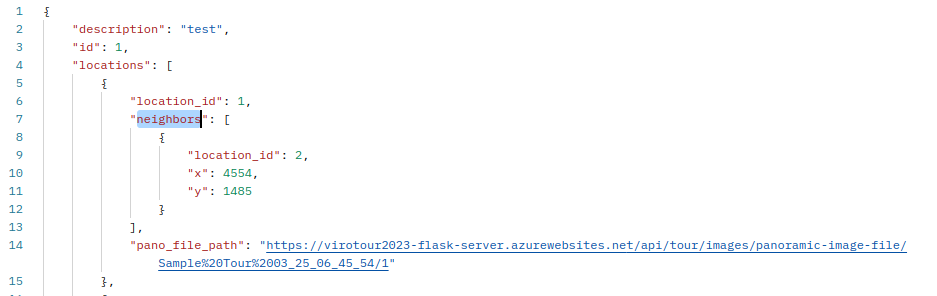 1 {
2 "description": "test",
3 "id": 1,
4 "locations": [
5 {
6 "location_id": 1,
7 "neighbors": [
8 {
9 "location_id": 2,
10 "x": 4554,
11 "y": 1485
12 }
13 ],
14 "pano_file_path": "https://virotour2023-flask-server.azurewebsites.net/api/tour/images/panoramic-image-file/
Sample%20Tour%2003_25_06_45_54/1"
15 },